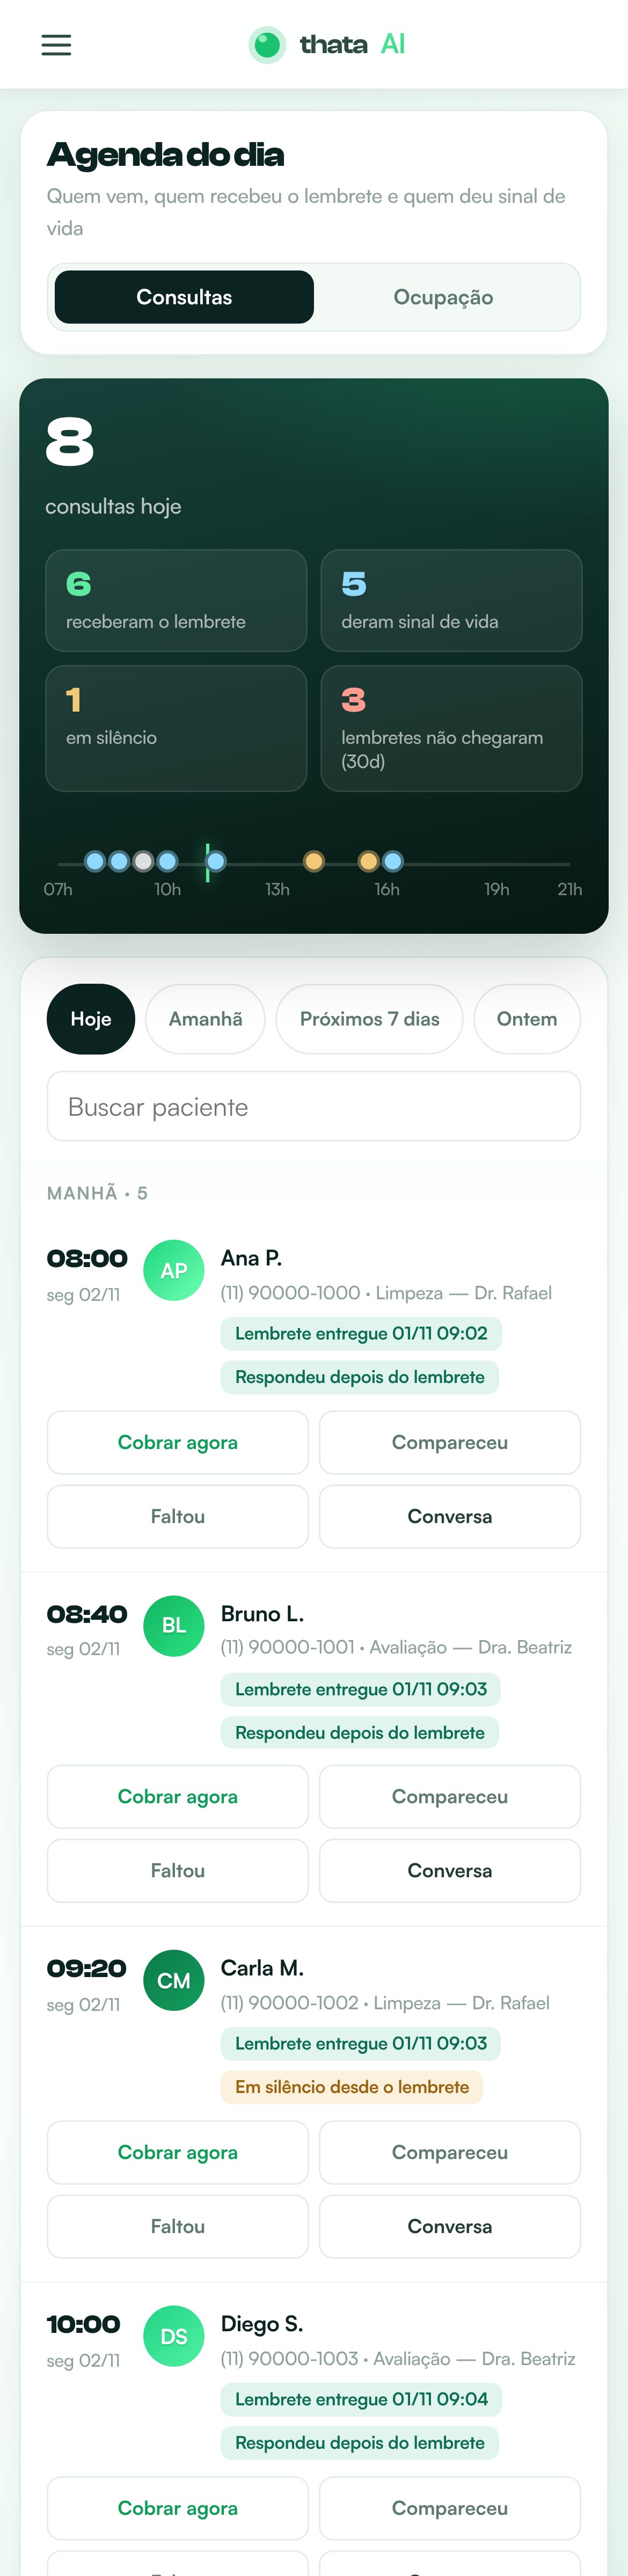 thata AI
Agenda do dia
Quem vem, quem recebeu o lembrete e quem deu sinal de
vida
Consultas
Ocupação
8
consultas hoje
6
receberam o lembrete
5
deram sinal de vida
1
em silêncio
3
lembretes não chegaram
(30d)
07h 10h 13h 16h 19h 21h
Hoje
Amanhã
Próximos 7 dias
Ontem
Buscar paciente
MANHÃ · 5
08:00
seg 02/11
AP
Ana P.
(11) 90000-1000 · Limpeza — Dr. Rafael
Lembrete entregue 01/11 09:02
Respondeu depois do lembrete
Cobrar agora
Compareceu
Faltou
Conversa
08:40
seg 02/11
BL
Bruno L.
(11) 90000-1001 · Avaliação — Dra. Beatriz
Lembrete entregue 01/11 09:03
Respondeu depois do lembrete
Cobrar agora
Compareceu
Faltou
Conversa
09:20
seg 02/11
CM
Carla M.
(11) 90000-1002 · Limpeza — Dr. Rafael
Lembrete entregue 01/11 09:03
Em silêncio desde o lembrete
Cobrar agora
Compareceu
Faltou
Conversa
10:00
seg 02/11
DS
Diego S.
(11) 90000-1003 · Avaliação — Dra. Beatriz
Lembrete entregue 01/11 09:04
Respondeu depois do lembrete
Cobrar agora
Compareceu